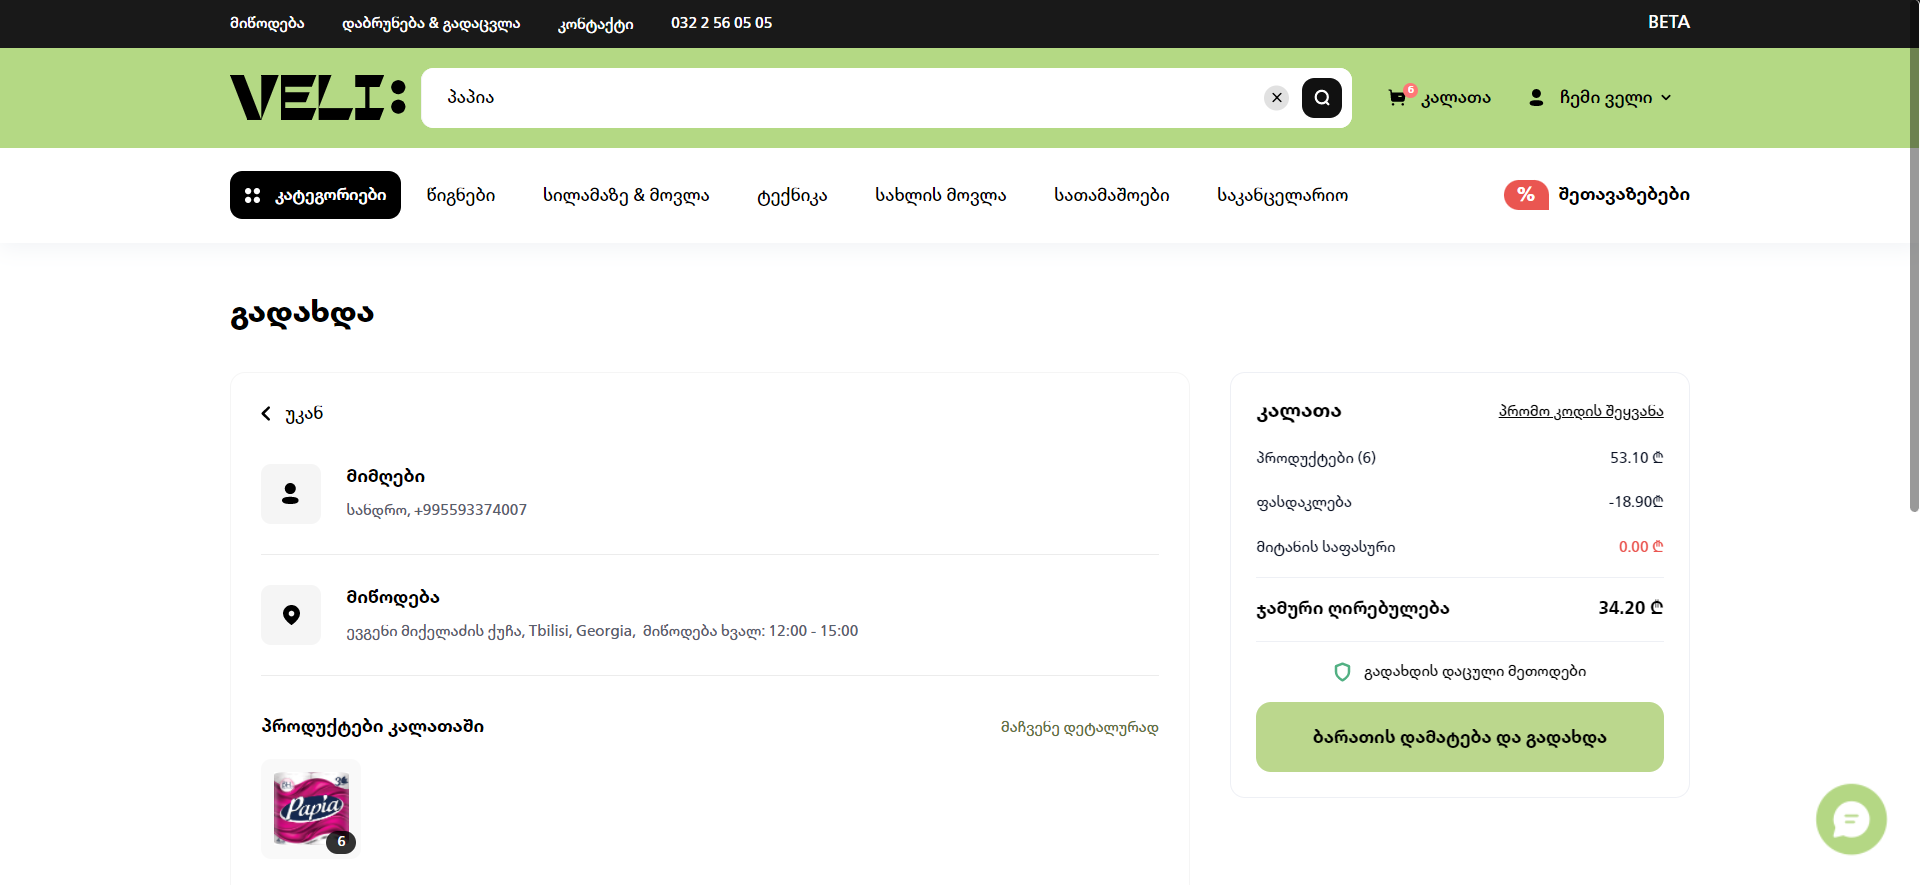 მიწოდება დაბრუნება & გადაცვლა კონტაქტი 032 2 56 05 05 BETA
VELI: პაპია 6 კალათა ჩემი ველი
კატეგორიები წიგნები სილამაზე & მოვლა ტექნიკა სახლის მოვლა სათამაშოები საკანცელარიო % შეთავაზებები
გადახდა
უკან
მიმღები
სანდრო, +995593374007
მიწოდება
ევგენი მიქელაძის ქუჩა, Tbilisi, Georgia, მიწოდება ხვალ: 12:00 - 15:00
პროდუქტები კალათაში მაჩვენე დეტალურად
Papia
6
კალათა პრომო კოდის შეყვანა
პროდუქტები (6) 53.10 ₾
ფასდაკლება -18.90₾
მიტანის საფასური 0.00 ₾
ჯამური ღირებულება 34.20 ₾
გადახდის დაცული მეთოდები
ბარათის დამატება და გადახდა